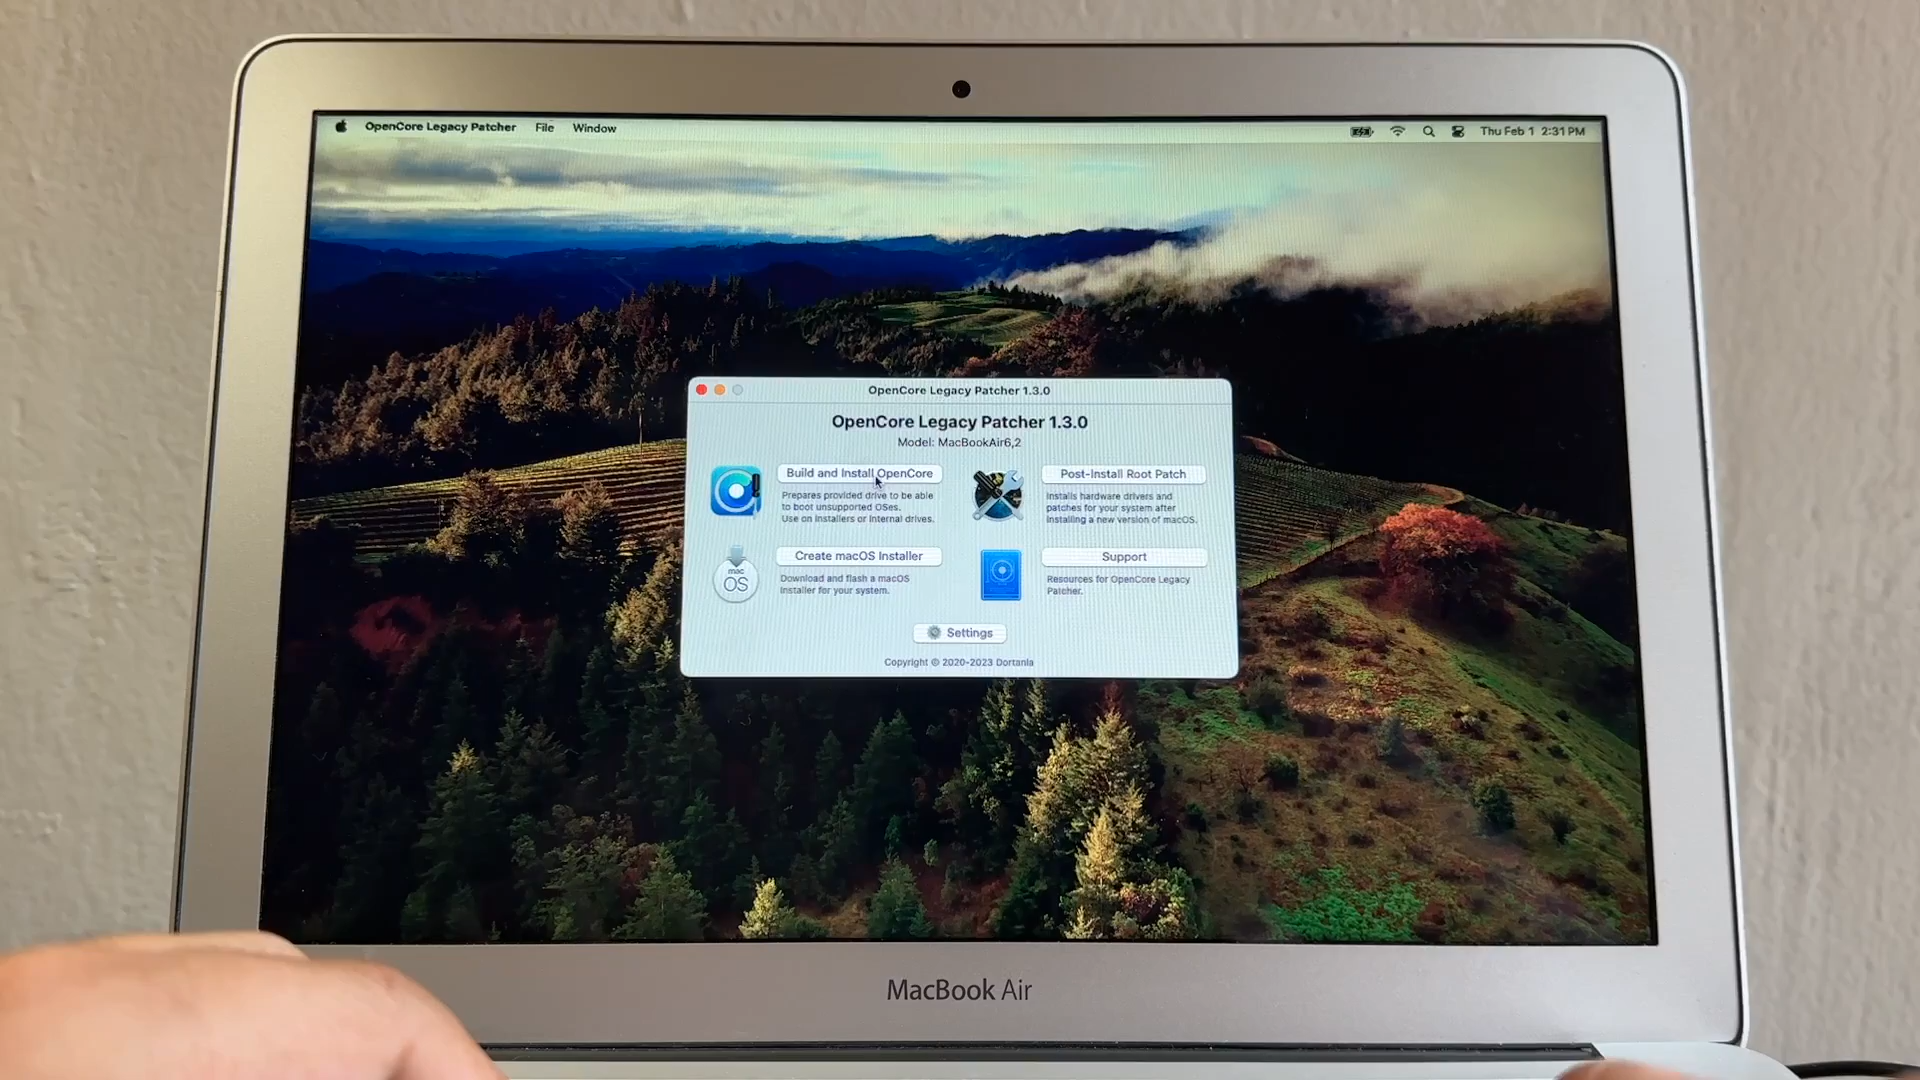 OpenCore Legacy Patcher File Window Thu Feb 1 2:31 PM
OpenCore Legacy Patcher 1.3.0
OpenCore Legacy Patcher 1.3.0
Model: MacBookAir6,2
Build and Install OpenCore
Prepares provided drive to be able
to boot unsupported OSes.
Use on installers or internal drives.
Post-Install Root Patch
Installs hardware drivers and
patches for your system after
installing a new version of macOS.
mac
OS
Create macOS Installer
Download and flash a macOS
Installer for your system.
Support
Resources for OpenCore Legacy
Patcher.
Settings
Copyright © 2020-2023 Dortania
MacBook Air